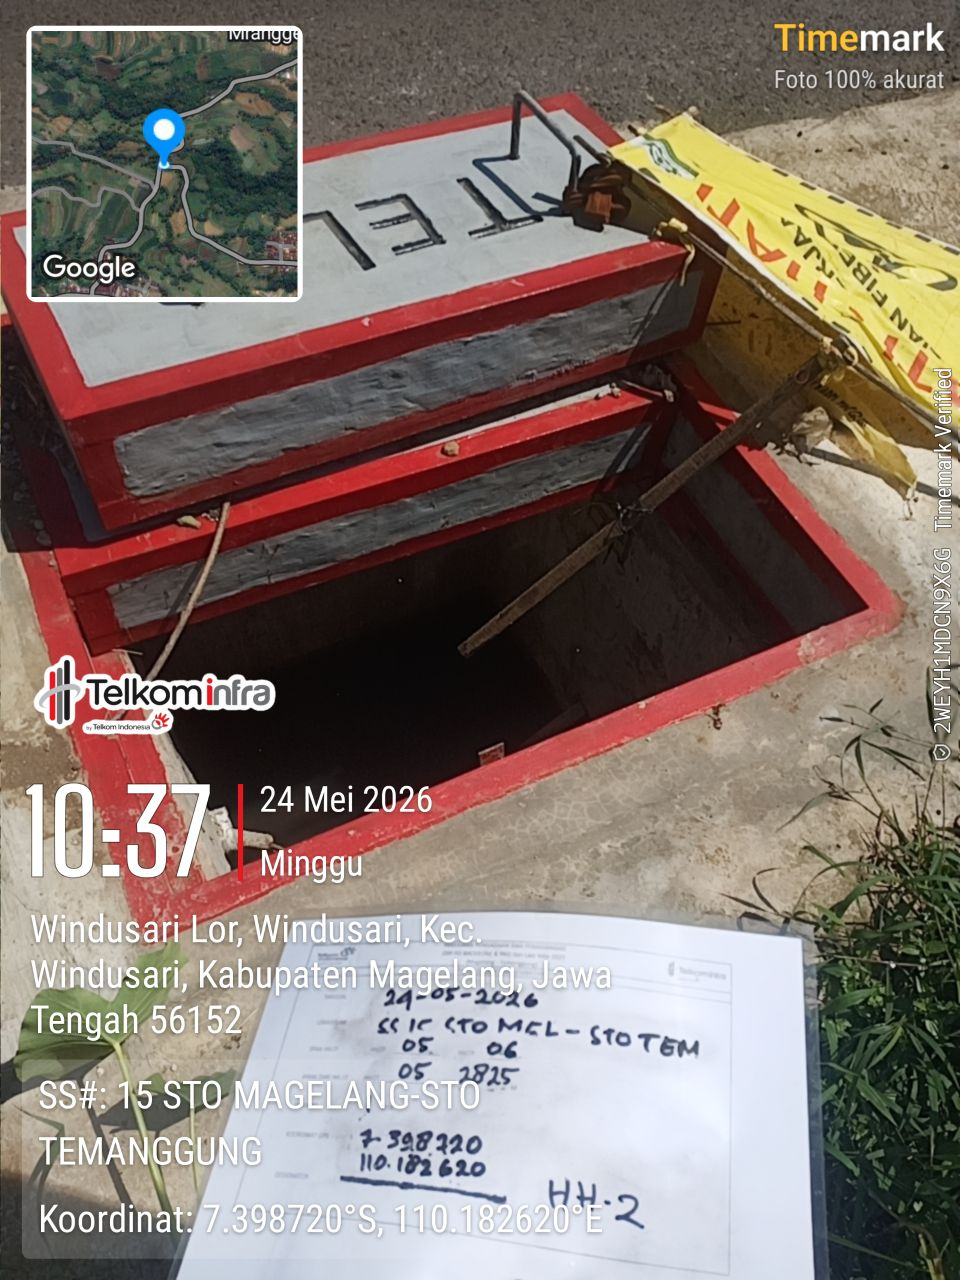 Mrangge
Google
Timemark
Foto 100% akurat
TEL
HATI
FIBE
2WEYH1MDCN9X6G Timemark Verified
Telkominfra
by Telkom Indonesia
10:37
24 Mei 2026
Minggu
Windusari Lor, Windusari, Kec.
Windusari, Kabupaten Magelang, Jawa
Tengah 56152
SS#: 15 STO MAGELANG-STO
TEMANGGUNG
Koordinat: 7.398720°S, 110.182620°E
Telkominfra
24-05-2026
SS 15 STO MGL - STO TEM
05 06
05 2825
7.398720
110.182620
HH-2